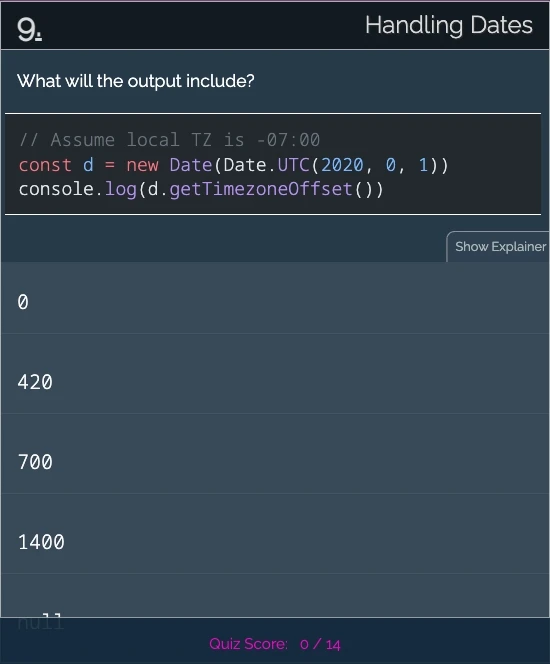 9.
Handling Dates
What will the output include?
// Assume local TZ is -07:00
const d = new Date(Date.UTC(2020, 0, 1))
console.log(d.getTimezoneOffset())
Show Explainer
0
420
700
1400
null
Quiz Score: 0 / 14